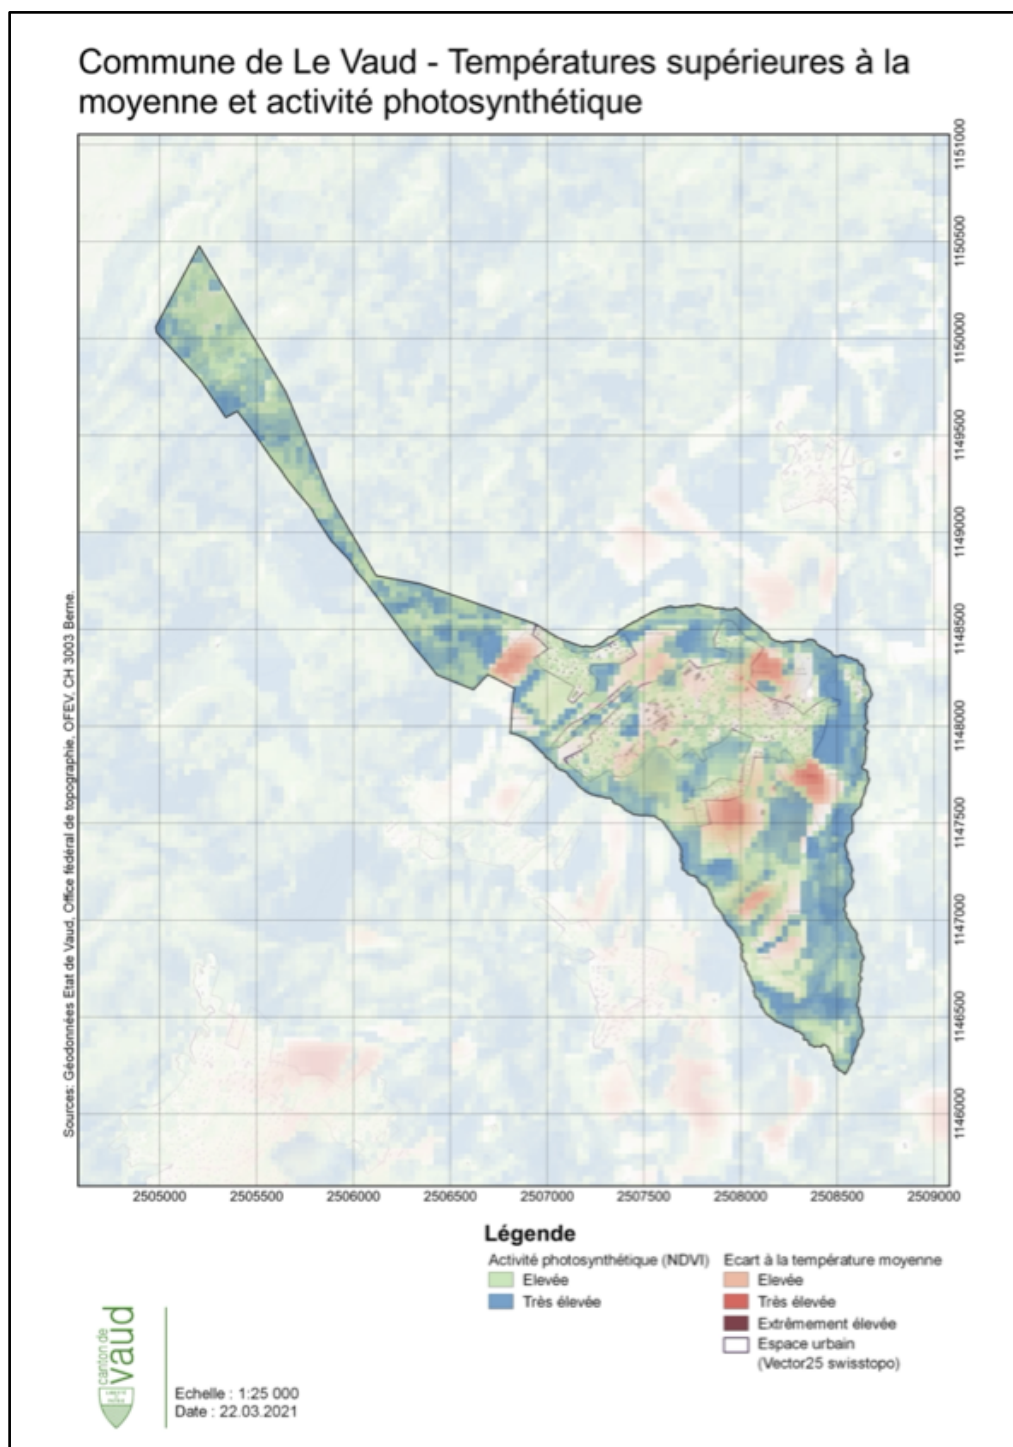 Commune de Le Vaud - Températures supérieures à la
moyenne et activité photosynthétique
1151000
1150500
1150000
1149500
1149000
1148500
1148000
1147500
1147000
1146500
1146000
Sources: Géodonnées Etat de Vaud, Office fédéral de topographie, OFEV, CH 3003 Berne.
2505000 2505500 2506000 2506500 2507000 2507500 2508000 2508500 2509000
Légende
Activité photosynthétique (NDVI)
Elevée
Très élevée
Ecart à la température moyenne
Elevée
Très élevée
Extrêmement élevée
Espace urbain
(Vector25 swisstopo)
canton de
vaud
Echelle : 1:25 000
Date : 22.03.2021